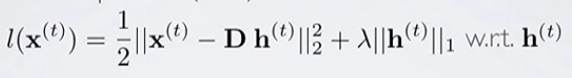 l(x^(t)) = 1/2 ||x^(t) − D h^(t)||_2^2 + λ||h^(t)||_1 w.r.t. h^(t)